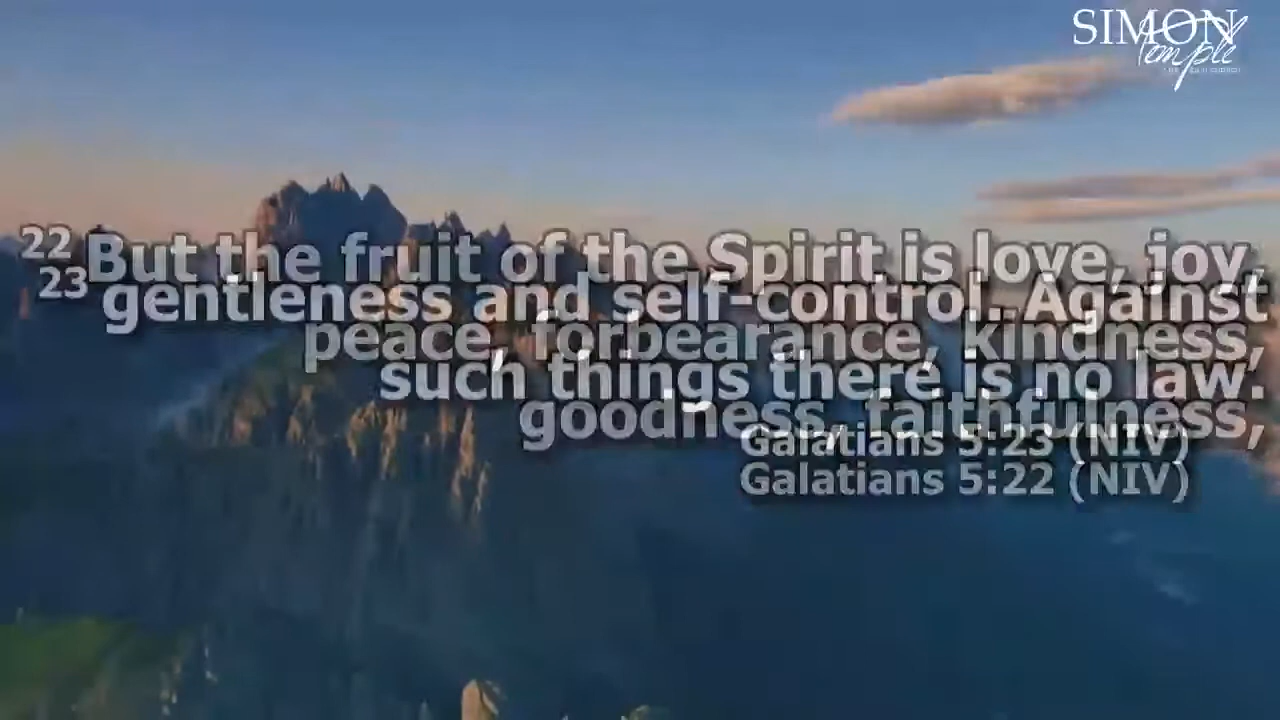 SIMON
Temple
22 But the fruit of the Spirit is love, joy,
peace, forbearance, kindness,
goodness, faithfulness,
Galatians 5:22 (NIV)
23 gentleness and self-control. Against
such things there is no law.
Galatians 5:23 (NIV)